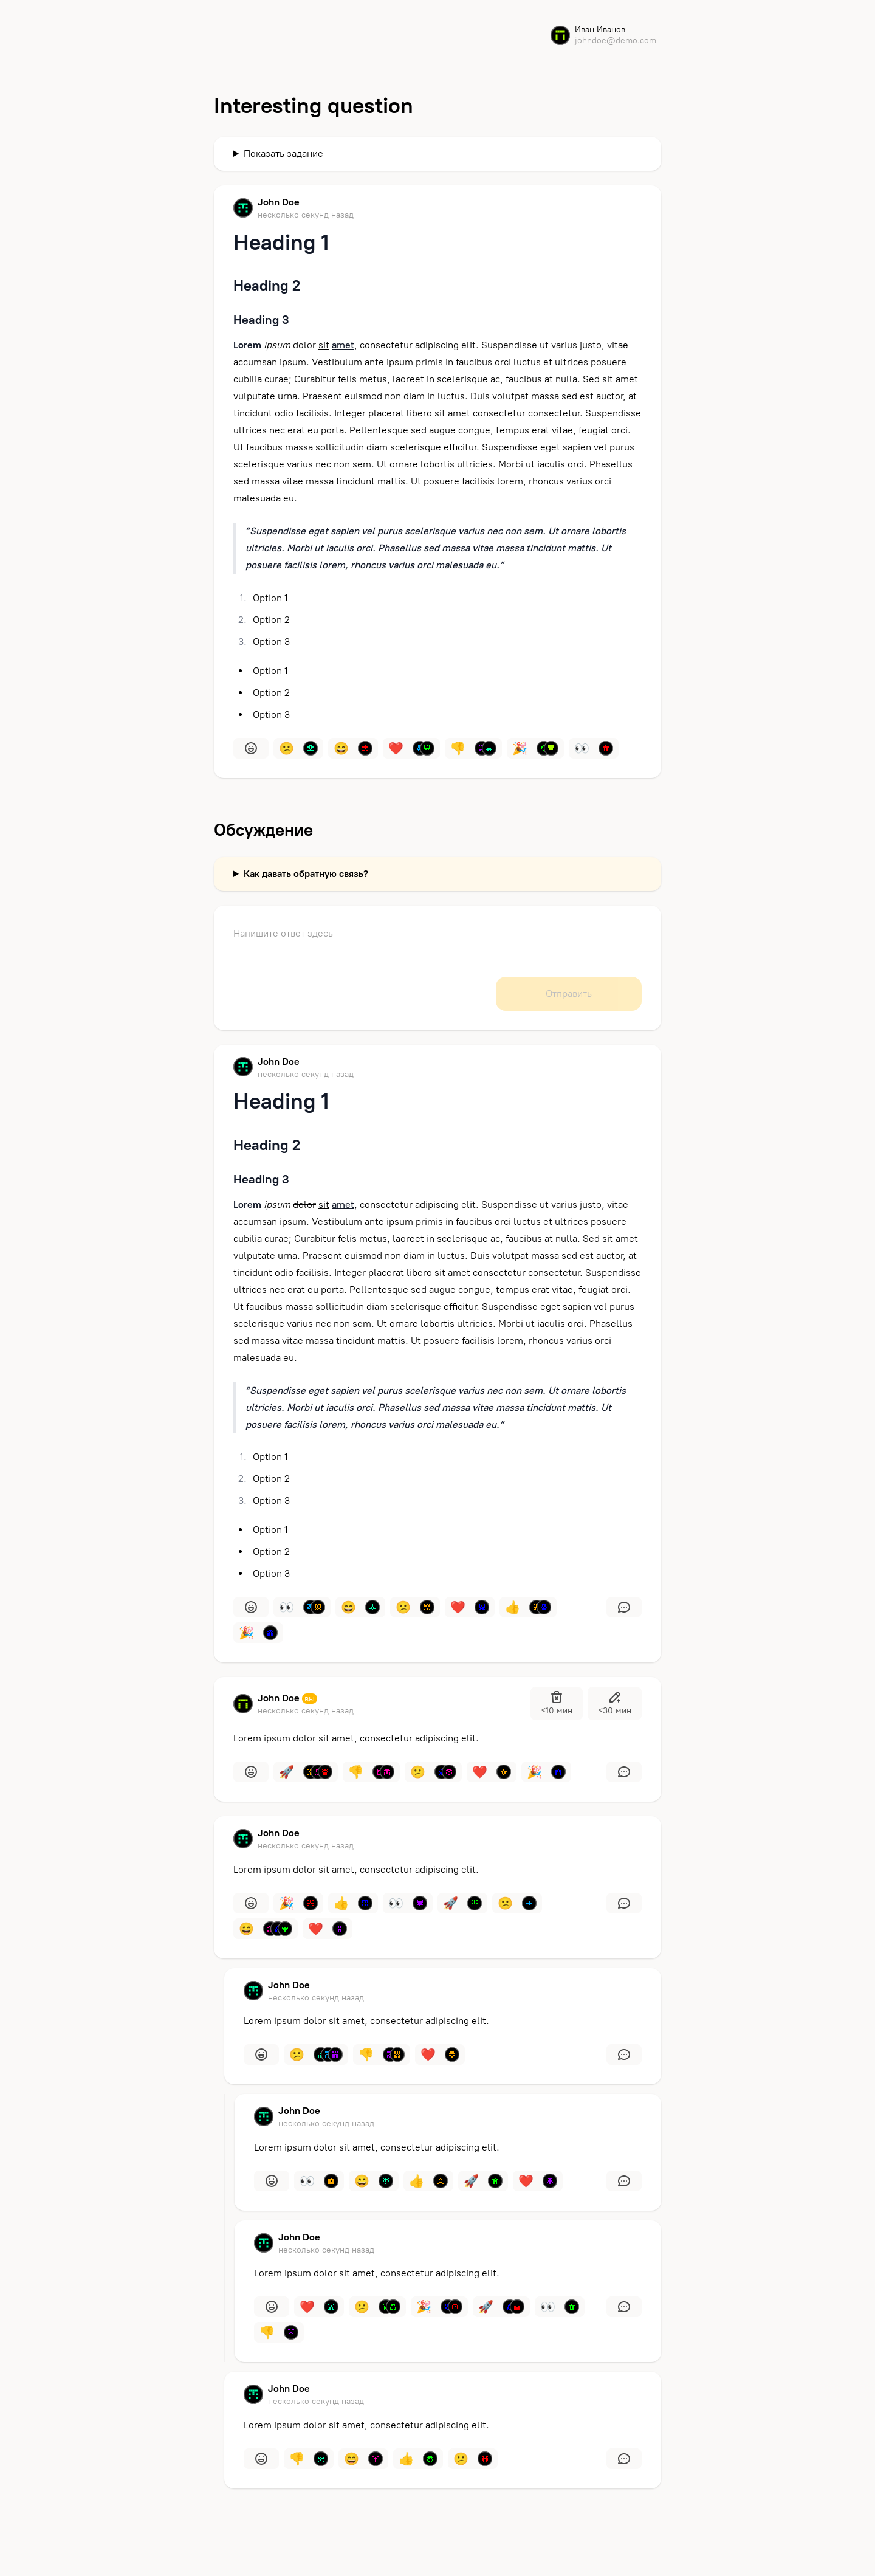 Иван Иванов
johndoe@demo.com
Interesting question
Показать задание
John Doe
несколько секунд назад
Heading 1
Heading 2
Heading 3
Lorem ipsum dolor sit amet, consectetur adipiscing elit. Suspendisse ut varius justo, vitae
accumsan ipsum. Vestibulum ante ipsum primis in faucibus orci luctus et ultrices posuere
cubilia curae; Curabitur felis metus, laoreet in scelerisque ac, faucibus at nulla. Sed sit amet
vulputate urna. Praesent euismod non diam in luctus. Duis volutpat massa sed est auctor, at
tincidunt odio facilisis. Integer placerat libero sit amet consectetur consectetur. Suspendisse
ultrices nec erat eu porta. Pellentesque sed augue congue, tempus erat vitae, feugiat orci.
Ut faucibus massa sollicitudin diam scelerisque efficitur. Suspendisse eget sapien vel purus
scelerisque varius nec non sem. Ut ornare lobortis ultricies. Morbi ut iaculis orci. Phasellus
sed massa vitae massa tincidunt mattis. Ut posuere facilisis lorem, rhoncus varius orci
malesuada eu.
“Suspendisse eget sapien vel purus scelerisque varius nec non sem. Ut ornare lobortis
ultricies. Morbi ut iaculis orci. Phasellus sed massa vitae massa tincidunt mattis. Ut
posuere facilisis lorem, rhoncus varius orci malesuada eu.”
1. Option 1
2. Option 2
3. Option 3
• Option 1
• Option 2
• Option 3
Обсуждение
Как давать обратную связь?
Напишите ответ здесь
Отправить
John Doe
несколько секунд назад
Heading 1
Heading 2
Heading 3
Lorem ipsum dolor sit amet, consectetur adipiscing elit. Suspendisse ut varius justo, vitae
accumsan ipsum. Vestibulum ante ipsum primis in faucibus orci luctus et ultrices posuere
cubilia curae; Curabitur felis metus, laoreet in scelerisque ac, faucibus at nulla. Sed sit amet
vulputate urna. Praesent euismod non diam in luctus. Duis volutpat massa sed est auctor, at
tincidunt odio facilisis. Integer placerat libero sit amet consectetur consectetur. Suspendisse
ultrices nec erat eu porta. Pellentesque sed augue congue, tempus erat vitae, feugiat orci.
Ut faucibus massa sollicitudin diam scelerisque efficitur. Suspendisse eget sapien vel purus
scelerisque varius nec non sem. Ut ornare lobortis ultricies. Morbi ut iaculis orci. Phasellus
sed massa vitae massa tincidunt mattis. Ut posuere facilisis lorem, rhoncus varius orci
malesuada eu.
“Suspendisse eget sapien vel purus scelerisque varius nec non sem. Ut ornare lobortis
ultricies. Morbi ut iaculis orci. Phasellus sed massa vitae massa tincidunt mattis. Ut
posuere facilisis lorem, rhoncus varius orci malesuada eu.”
1. Option 1
2. Option 2
3. Option 3
• Option 1
• Option 2
• Option 3
John Doe вы
несколько секунд назад
<10 мин
<30 мин
Lorem ipsum dolor sit amet, consectetur adipiscing elit.
John Doe
несколько секунд назад
Lorem ipsum dolor sit amet, consectetur adipiscing elit.
John Doe
несколько секунд назад
Lorem ipsum dolor sit amet, consectetur adipiscing elit.
John Doe
несколько секунд назад
Lorem ipsum dolor sit amet, consectetur adipiscing elit.
John Doe
несколько секунд назад
Lorem ipsum dolor sit amet, consectetur adipiscing elit.
John Doe
несколько секунд назад
Lorem ipsum dolor sit amet, consectetur adipiscing elit.